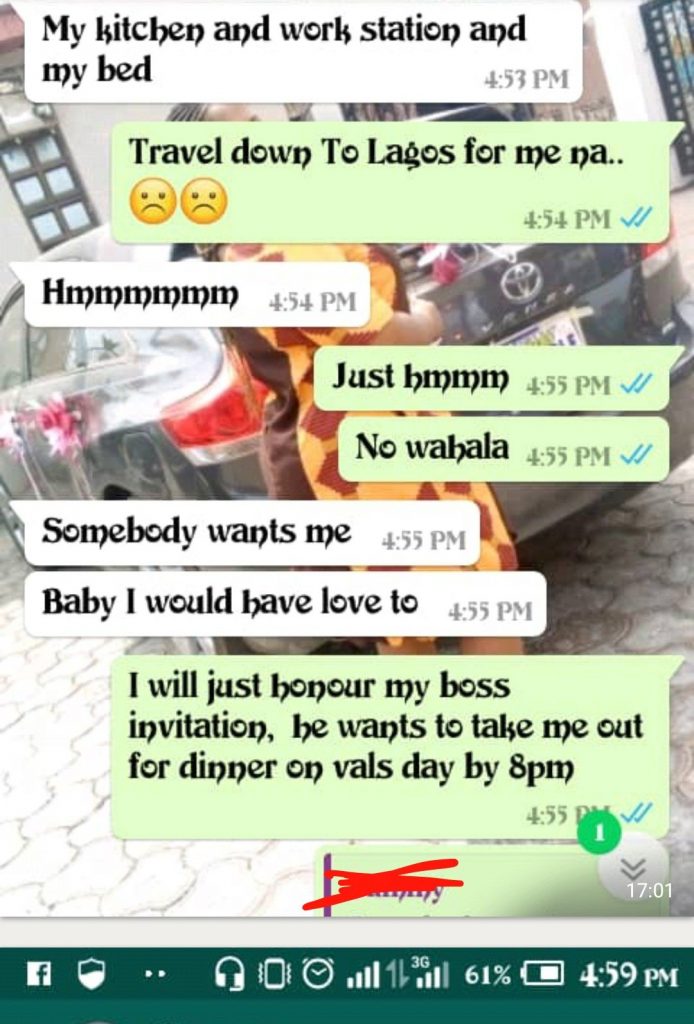 My kitchen and work station and
my bed
4:53 PM
Travel down To Lagos for me na..
4:54 PM
Hmmmmmm 4:54 PM
Just hmmm 4:55 PM
No wahala 4:55 PM
Somebody wants me 4:55 PM
Baby I would have love to 4:55 PM
I will just honour my boss
invitation, he wants to take me out
for dinner on vals day by 8pm
4:55 PM
1
17:01
3G
61% 4:59 PM